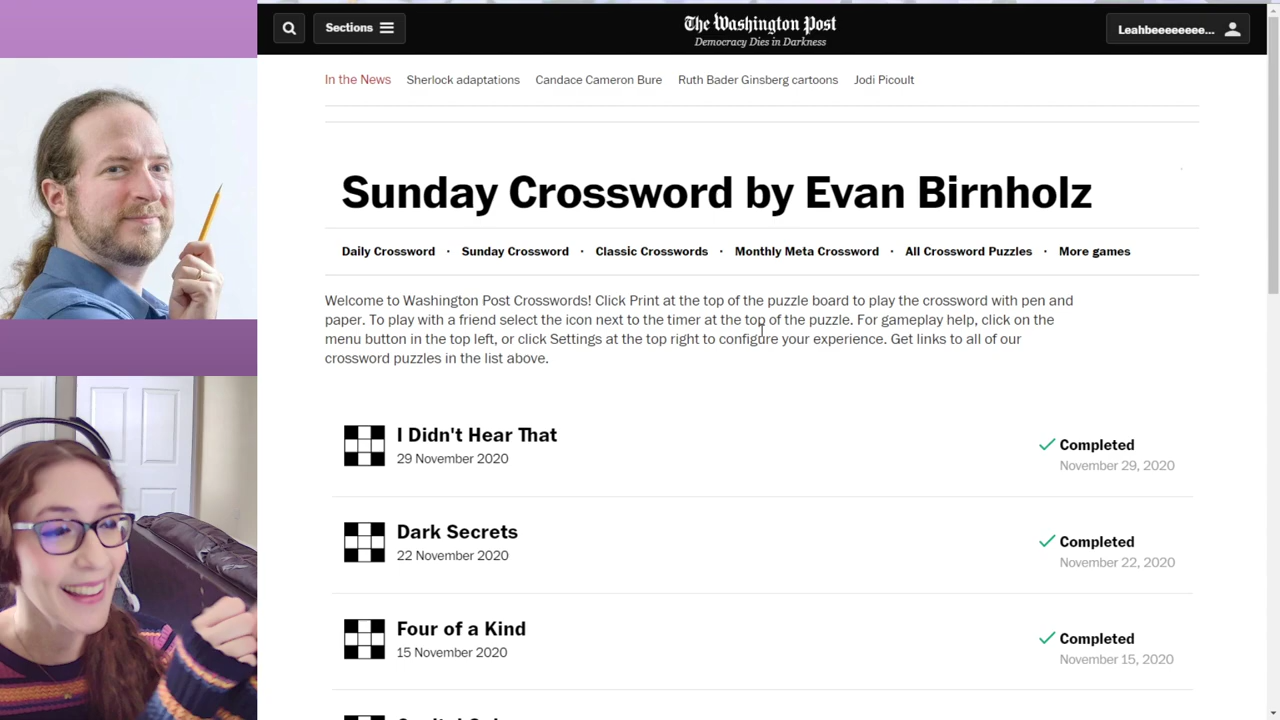 Sections
The Washington Post
Democracy Dies in Darkness
Leahbeeeeeeee...
In the News Sherlock adaptations Candace Cameron Bure Ruth Bader Ginsberg cartoons Jodi Picoult
Sunday Crossword by Evan Birnholz
Daily Crossword · Sunday Crossword · Classic Crosswords · Monthly Meta Crossword · All Crossword Puzzles · More games
Welcome to Washington Post Crosswords! Click Print at the top of the puzzle board to play the crossword with pen and
paper. To play with a friend select the icon next to the timer at the top of the puzzle. For gameplay help, click on the
menu button in the top left, or click Settings at the top right to configure your experience. Get links to all of our
crossword puzzles in the list above.
I Didn't Hear That
29 November 2020
Completed
November 29, 2020
Dark Secrets
22 November 2020
Completed
November 22, 2020
Four of a Kind
15 November 2020
Completed
November 15, 2020